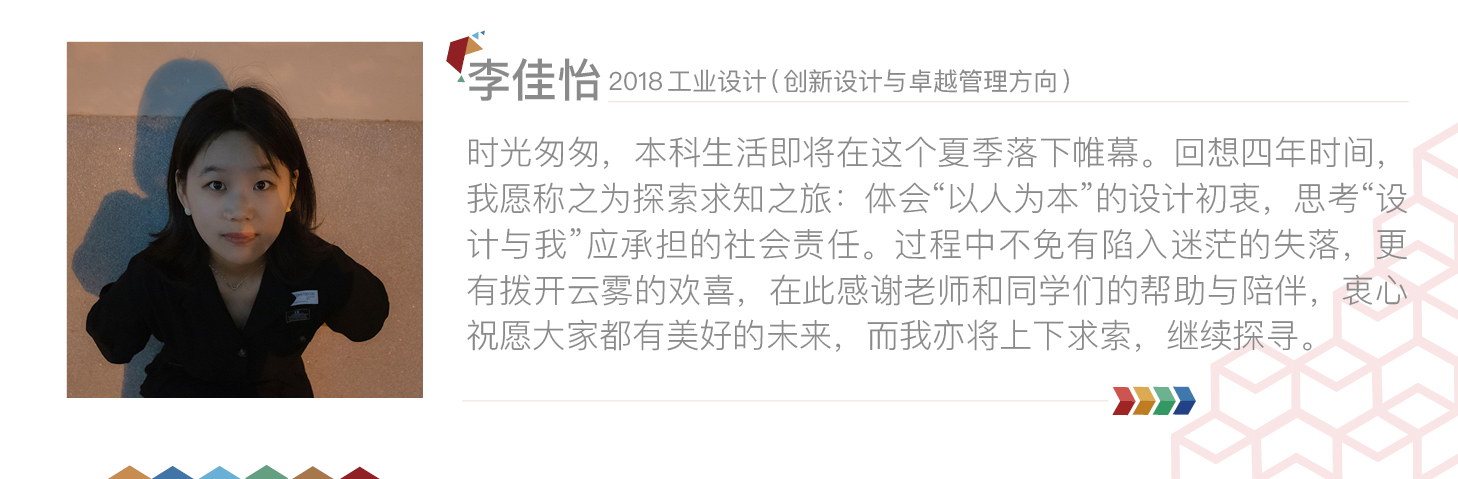 李佳怡 2018 工业设计（创新设计与卓越管理方向）
时光匆匆，本科生活即将在这个夏季落下帷幕。回想四年时间，
我愿称之为探索求知之旅：体会“以人为本”的设计初衷，思考“设
计与我”应承担的社会责任。过程中不免有陷入迷茫的失落，更
有拨开云雾的欢喜，在此感谢老师和同学们的帮助与陪伴，衷心
祝愿大家都有美好的未来，而我亦将上下求索，继续探寻。